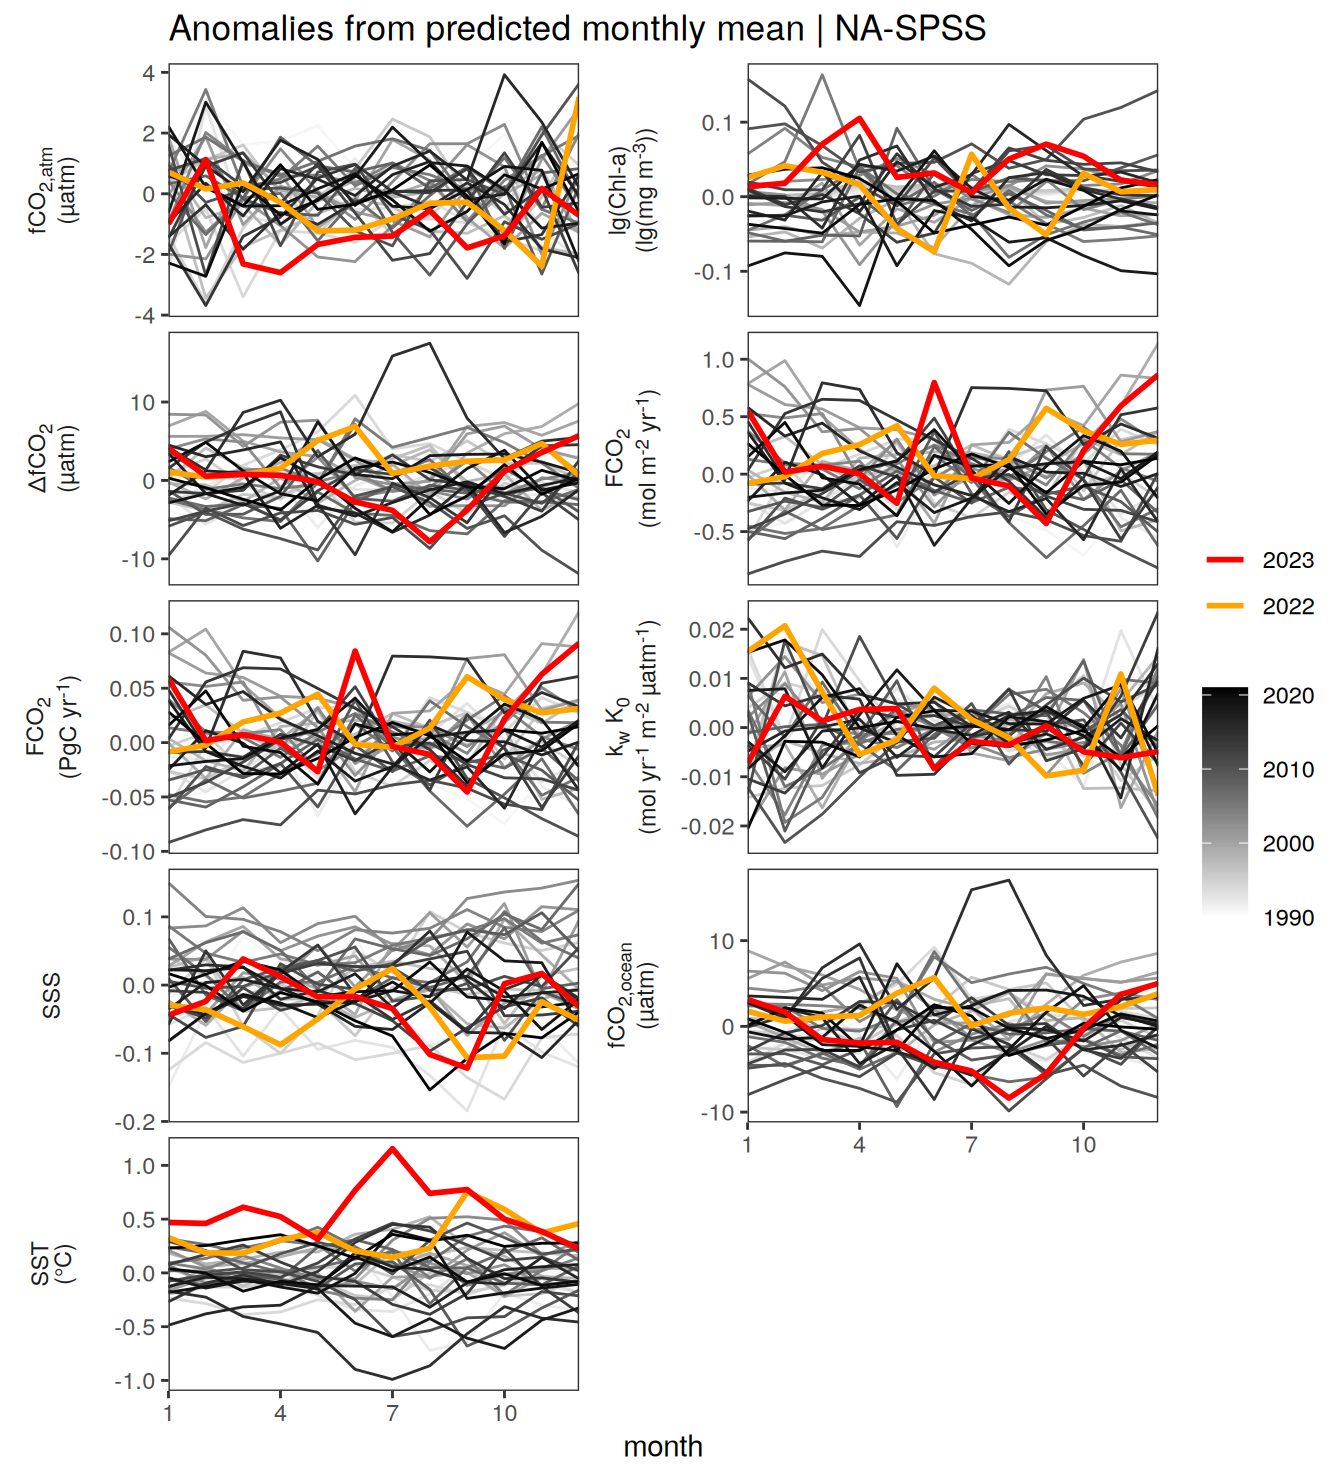 Anomalies from predicted monthly mean | NA-SPSS
fCO2,atm
(µatm)
4
2
0
-2
-4
lg(Chl-a)
(lg(mg m-3))
0.1
0.0
-0.1
ΔfCO2
(µatm)
10
0
-10
FCO2
(mol m-2 yr-1)
1.0
0.5
0.0
-0.5
FCO2
(PgC yr-1)
0.10
0.05
0.00
-0.05
-0.10
kw K0
(mol yr-1 m-2 µatm-1)
0.02
0.01
0.00
-0.01
-0.02
SSS
0.1
0.0
-0.1
-0.2
fCO2,ocean
(µatm)
10
0
-10
1 4 7 10
SST
(°C)
1.0
0.5
0.0
-0.5
-1.0
1 4 7 10
month
2023
2022
2020
2010
2000
1990